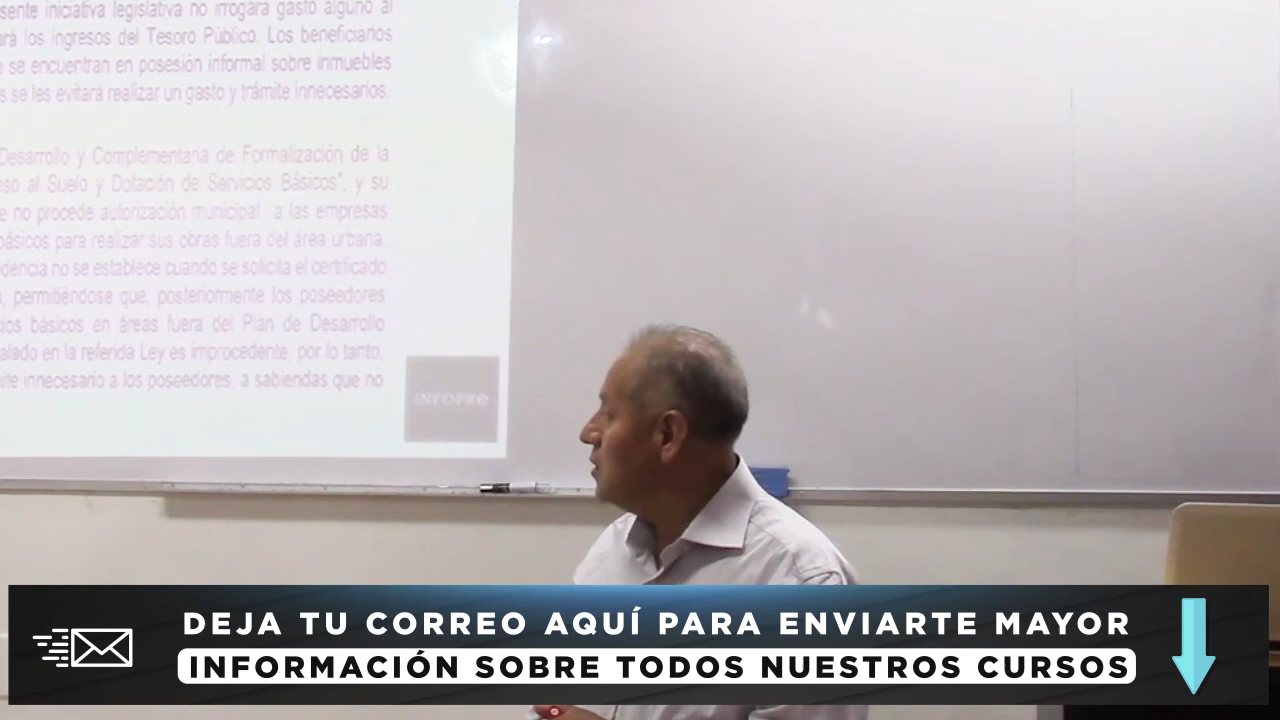 sente iniciativa legislativa no irrogará gasto alguno al
ará los ingresos del Tesoro Público. Los beneficiarios
e se encuentran en posesión informal sobre inmuebles
s se les evitará realizar un gasto y trámite innecesarios.
Desarrollo y Complementaria de Formalización de la
eso al Suelo y Dotación de Servicios Básicos", y su
e no procede autorización municipal a las empresas
básicos para realizar sus obras fuera del área urbana.
dencia no se establece cuando se solicita el certificado
, permitiéndose que, posteriormente los poseedores
ios básicos en áreas fuera del Plan de Desarrollo
alado en la referida Ley es improcedente, por lo tanto,
ite innecesario a los poseedores, a sabiendas que no
INFOPRe
DEJA TU CORREO AQUÍ PARA ENVIARTE MAYOR
INFORMACIÓN SOBRE TODOS NUESTROS CURSOS